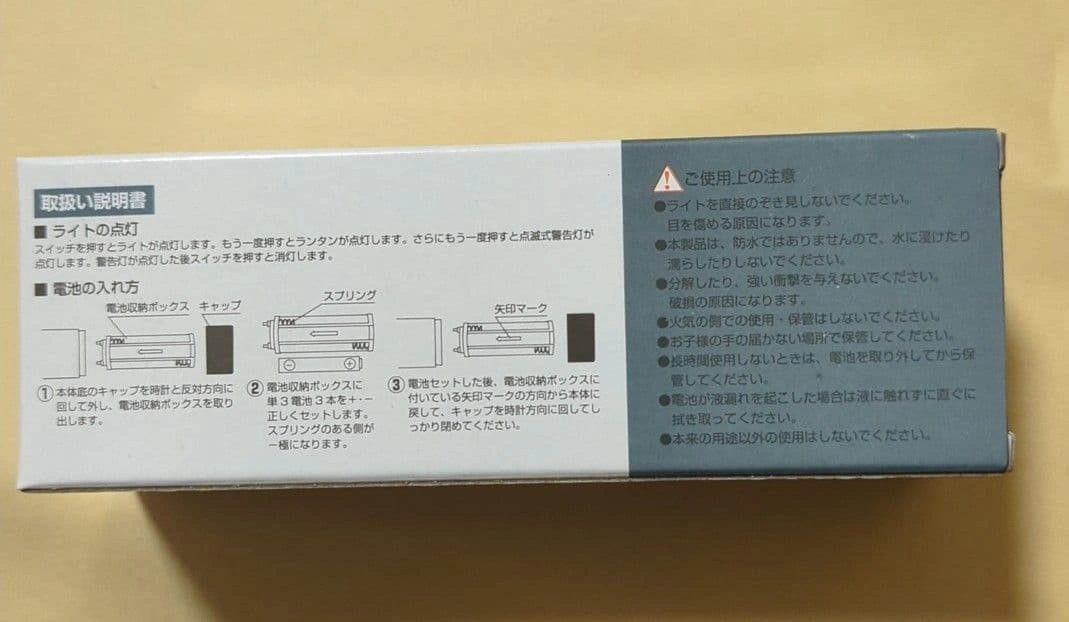 取扱い説明書
■ ライトの点灯
スイッチを押すとライトが点灯します。もう一度押すとランタンが点灯します。さらにもう一度押すと点滅式警告灯が
点灯します。警告灯が点灯した後スイッチを押すと消灯します。
■ 電池の入れ方
電池収納ボックス キャップ
スプリング
矢印マーク
①本体底のキャップを時計と反対方向に
回して外し、電池収納ボックスを取り
出します。
②電池収納ボックスに
単3電池3本を+・−
正しくセットします。
スプリングのある側が
−極になります。
③電池セットした後、電池収納ボックスに
付いている矢印マークの方向から本体に
戻して、キャップを時計方向に回してし
っかり閉めてください。
ご使用上の注意
●ライトを直接のぞき見しないでください。
目を傷める原因になります。
●本製品は、防水ではありませんので、水に浸けたり
濡らしたりしないでください。
●分解したり、強い衝撃を与えないでください。
破損の原因になります。
●火気の側での使用・保管はしないでください。
●お子様の手の届かない場所で保管してください。
●長時間使用しないときは、電池を取り外してから保
管してください。
●電池が液漏れを起こした場合は液に触れずに直ぐに
拭き取ってください。
●本来の用途以外の使用はしないでください。